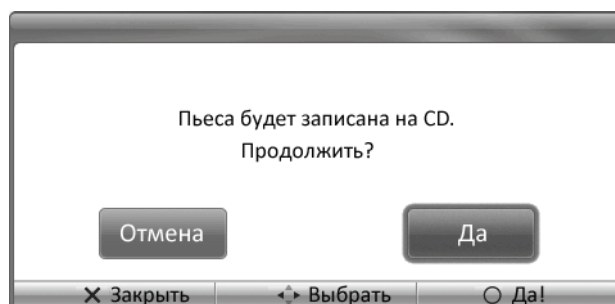 Пьеса будет записана на CD.
Продолжить?
Отмена Да
Закрыть Выбрать Да!